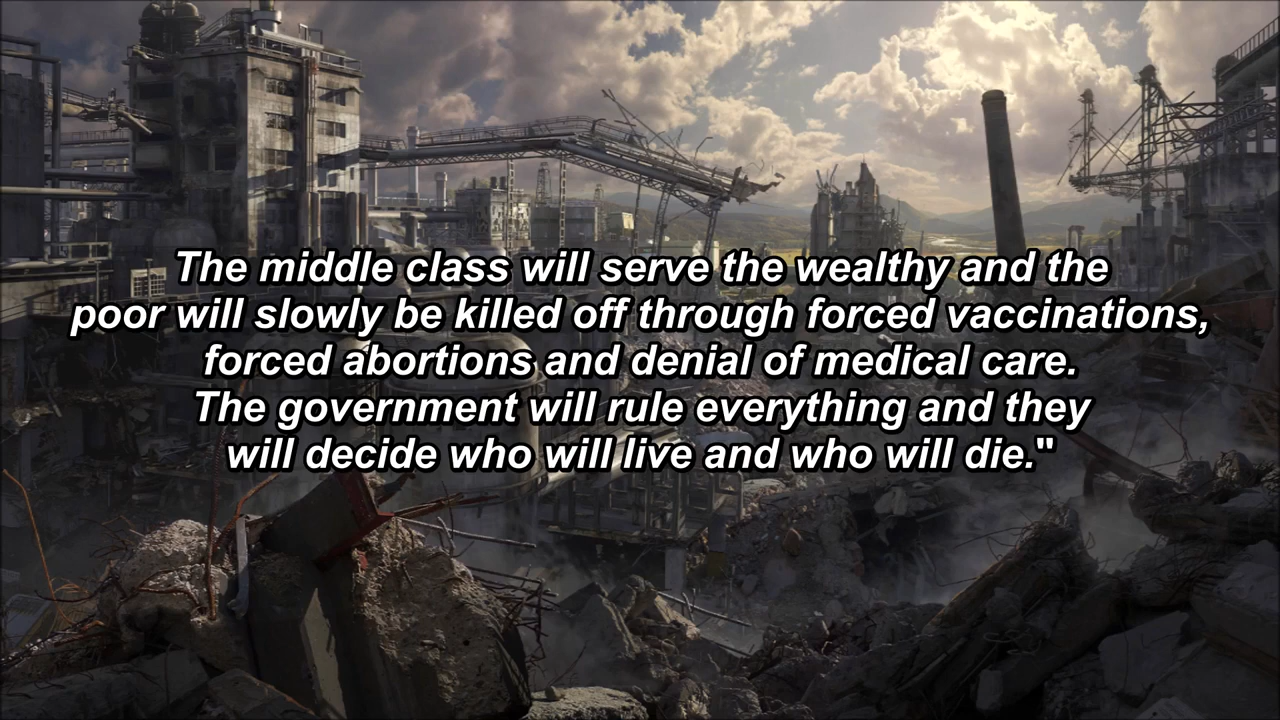 The middle class will serve the wealthy and the
poor will slowly be killed off through forced vaccinations,
forced abortions and denial of medical care.
The government will rule everything and they
will decide who will live and who will die."